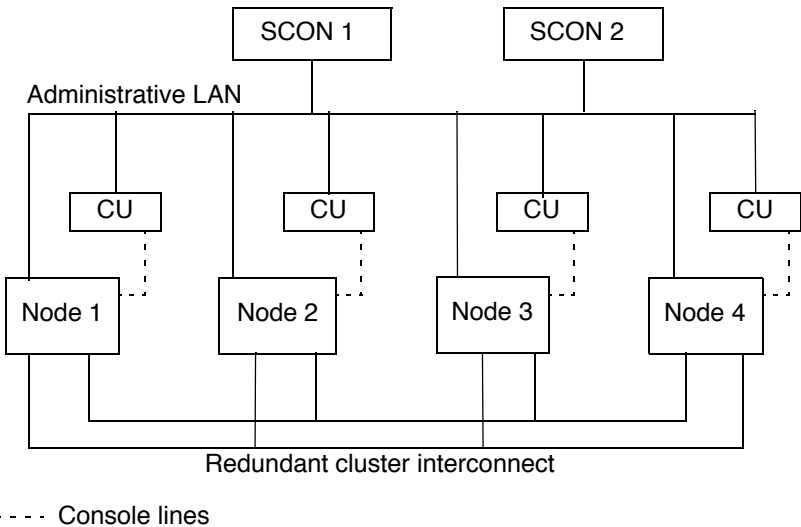 SCON 1
SCON 2
Administrative LAN
CU
CU
CU
CU
Node 1
Node 2
Node 3
Node 4
Redundant cluster interconnect
Console lines